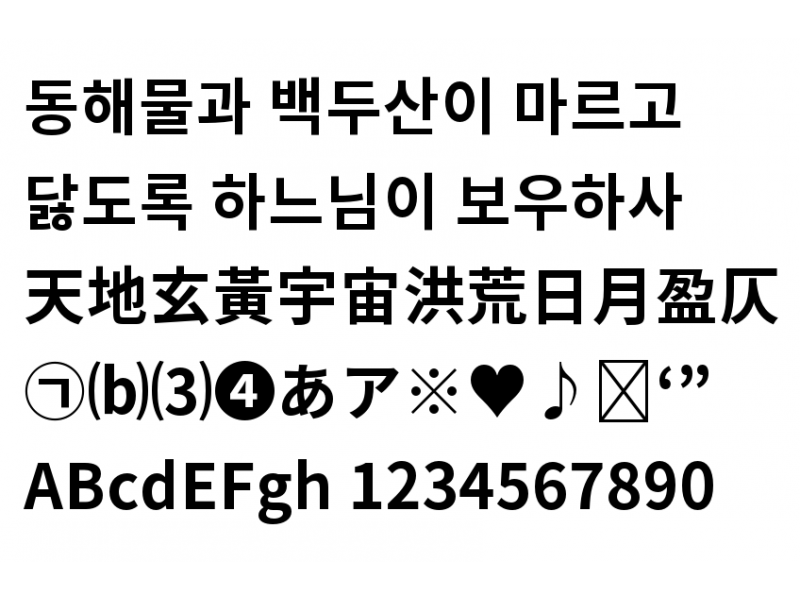 동해물과 백두산이 마르고
닳도록 하느님이 보우하사
天地玄黃宇宙洪荒日月盈仄
㉠⒝⑶❹あア※♥♪‘”
ABcdEFgh 1234567890